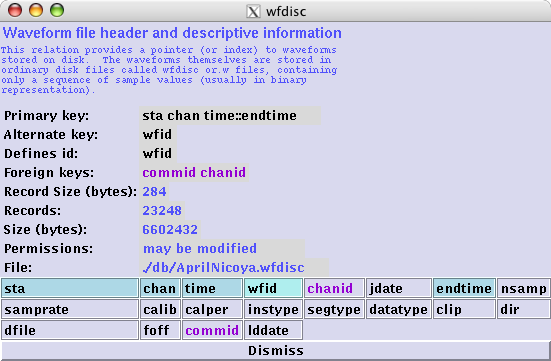 wfdisc
Waveform file header and descriptive information
This relation provides a pointer (or index) to waveforms
stored on disk.  The waveforms themselves are stored in
ordinary disk files called wfdisc or.w files, containing
only a sequence of sample values (usually in binary
representation).
Primary key: sta chan time::endtime
Alternate key: wfid
Defines id: wfid
Foreign keys: commid chanid
Record Size (bytes): 284
Records: 23248
Size (bytes): 6602432
Permissions: may be modified
File: ./db/AprilNicoya.wfdisc
sta chan time wfid chanid jdate endtime nsamp
samprate calib calper instype segtype datatype clip dir
dfile foff commid lddate
Dismiss